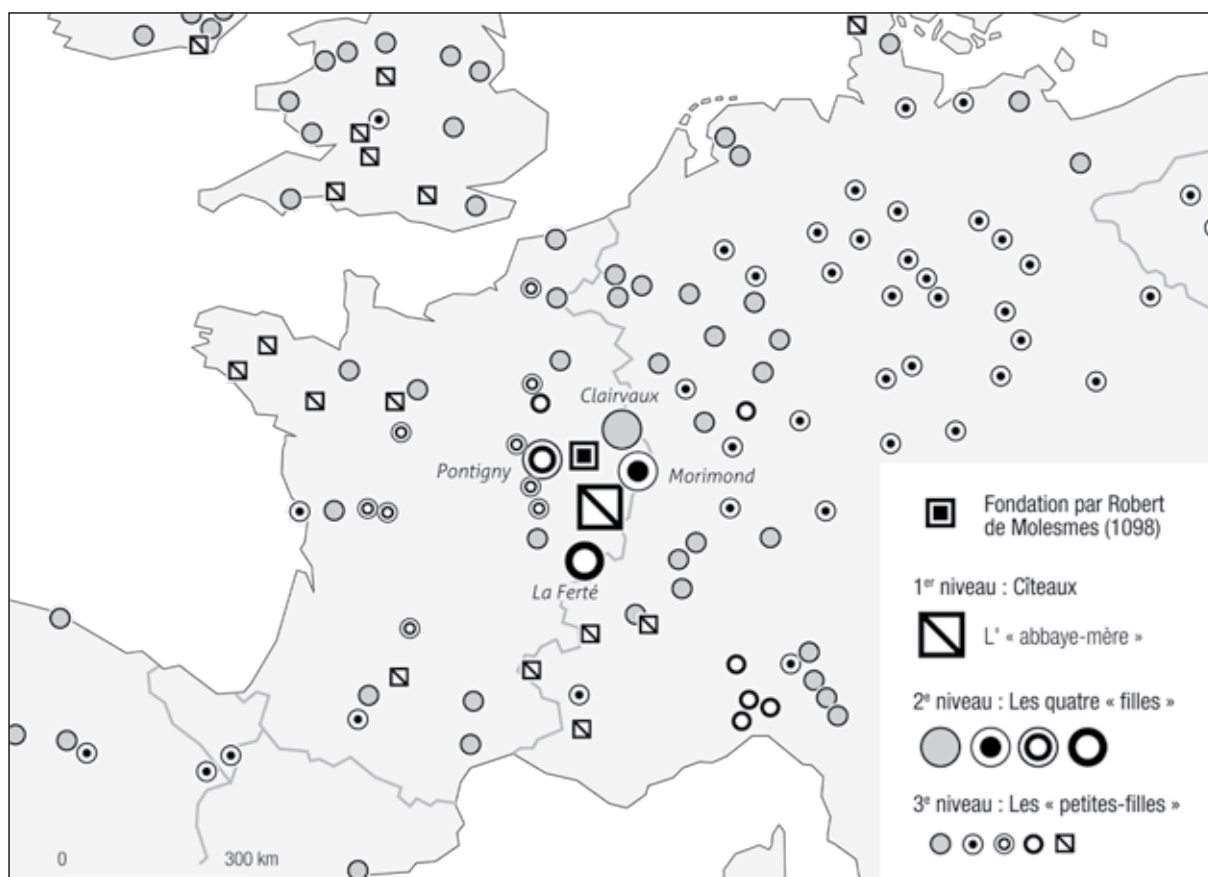 Clairvaux
Pontigny
Morimond
La Ferté
0 300 km
Fondation par Robert
de Molesmes (1098)
1er niveau : Cîteaux
L' « abbaye-mère »
2e niveau : Les quatre « filles »
3e niveau : Les « petites-filles »